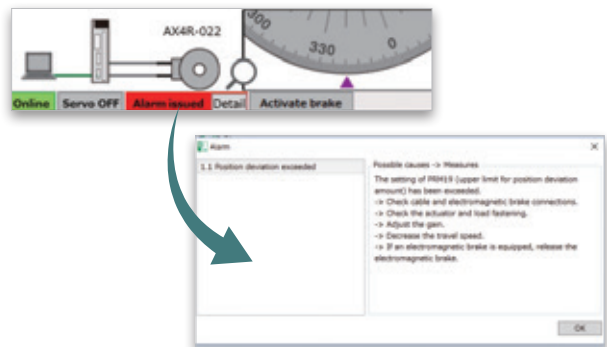 AX4R-022
300
330
0
Online Servo OFF Alarm issued Detail Activate brake
Alarm
1.1 Position deviation exceeded
Possible causes -> Measures
The setting of PRM19 (upper limit for position deviation
amount) has been exceeded.
-> Check cable and electromagnetic brake connections.
-> Check the actuator and load fastening.
-> Adjust the gain.
-> Decrease the travel speed.
-> If an electromagnetic brake is equipped, release the
electromagnetic brake.
OK